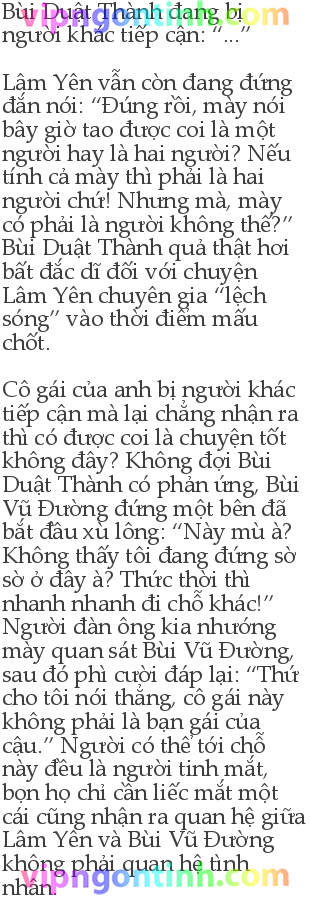 Bùi Duật Thành đang bị
vipngontinh.com
người khác tiếp cận: “...”
Lâm Yên vẫn còn đang đứng
đắn nói: “Đúng rồi, mày nói
bây giờ tao được coi là một
người hay là hai người? Nếu
tính cả mày thì phải là hai
người chứ! Nhưng mà, mày
có phải là người không thế?”
Bùi Duật Thành quả thật hơi
bất đắc dĩ đối với chuyện
Lâm Yên chuyên gia “lệch
sóng” vào thời điểm mấu
chốt.
Cô gái của anh bị người khác
tiếp cận mà lại chẳng nhận ra
thì có được coi là chuyện tốt
không đây? Không đợi Bùi
Duật Thành có phản ứng, Bùi
Vũ Đường đứng một bên đã
bắt đầu xù lông: “Này mù à?
Không thấy tôi đang đứng sờ
sờ ở đây à? Thức thời thì
nhanh nhanh đi chỗ khác!”
Người đàn ông kia nhướng
mày quan sát Bùi Vũ Đường,
sau đó phì cười đáp lại: “Thứ
cho tôi nói thẳng, cô gái này
không phải là bạn gái của
cậu.” Người có thể tới chỗ
này đều là người tinh mắt,
bọn họ chỉ cần liếc mắt một
cái cũng nhận ra quan hệ giữa
Lâm Yên và Bùi Vũ Đường
không phải quan hệ tình
nhân.
vipngontinh.com